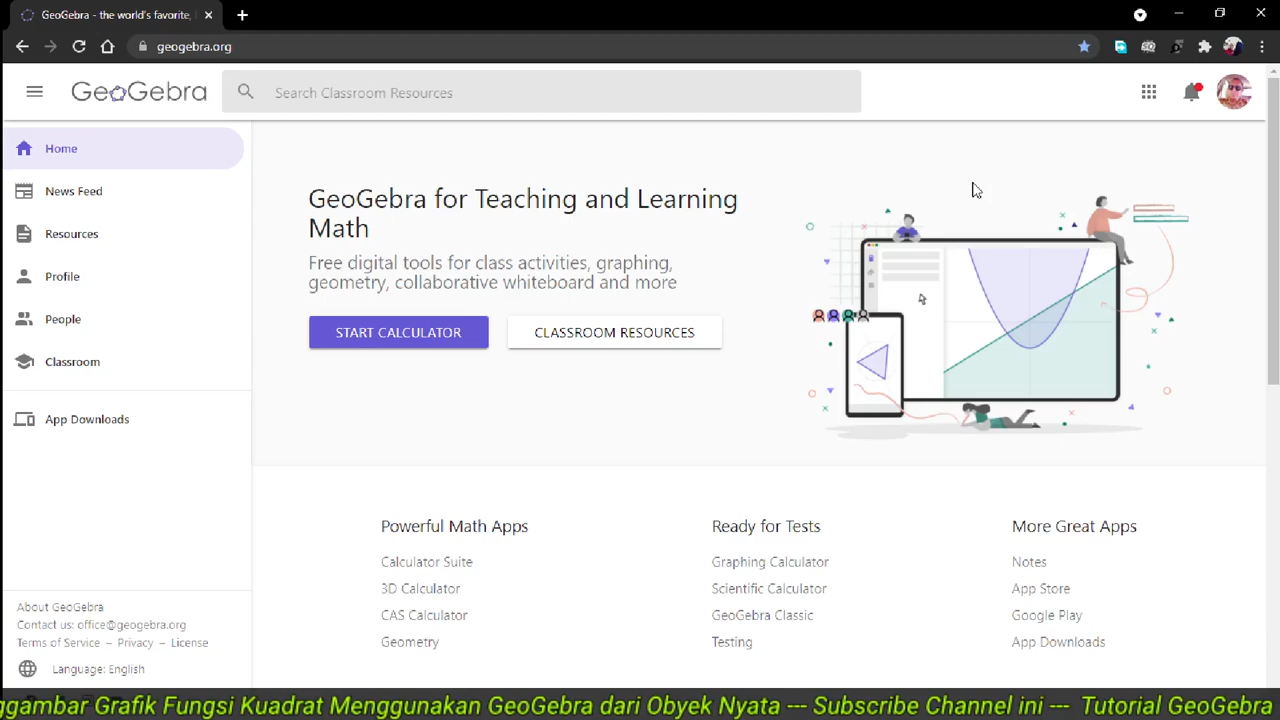 GeoGebra - the world's favorite,
geogebra.org
GeoGebra
Search Classroom Resources
Home
News Feed
Resources
Profile
People
Classroom
App Downloads
GeoGebra for Teaching and Learning
Math
Free digital tools for class activities, graphing,
geometry, collaborative whiteboard and more
START CALCULATOR
CLASSROOM RESOURCES
Powerful Math Apps
Calculator Suite
3D Calculator
CAS Calculator
Geometry
Ready for Tests
Graphing Calculator
Scientific Calculator
GeoGebra Classic
Testing
More Great Apps
Notes
App Store
Google Play
App Downloads
About GeoGebra
Contact us: office@geogebra.org
Terms of Service – Privacy – License
Language: English
ggambar Grafik Fungsi Kuadrat Menggunakan GeoGebra dari Obyek Nyata --- Subscribe Channel ini --- Tutorial GeoGebra